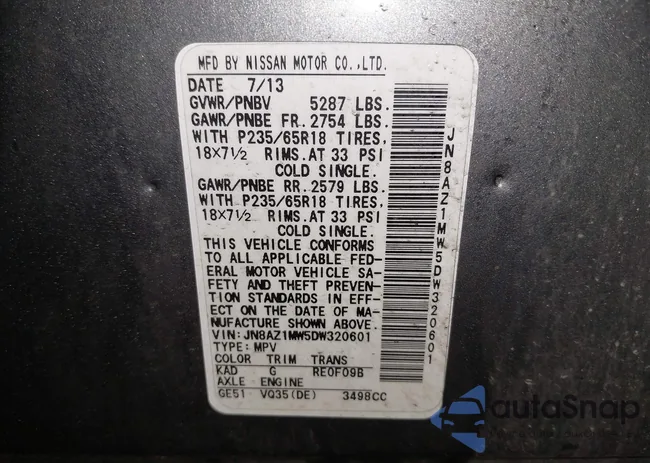 MFD BY NISSAN MOTOR CO.,LTD.
DATE 7/13
GVWR/PNBV 5287 LBS.
GAWR/PNBE FR. 2754 LBS.
WITH P235/65R18 TIRES,
18×7½ RIMS.AT 33 PSI
COLD SINGLE.
GAWR/PNBE RR. 2579 LBS.
WITH P235/65R18 TIRES,
18×7½ RIMS.AT 33 PSI
COLD SINGLE.
THIS VEHICLE CONFORMS
TO ALL APPLICABLE FED-
ERAL MOTOR VEHICLE SA-
FETY AND THEFT PREVEN-
TION STANDARDS IN EFF-
ECT ON THE DATE OF MA-
NUFACTURE SHOWN ABOVE.
VIN:JN8AZ1MW5DW320601
TYPE:MPV
COLOR TRIM TRANS
KAD G RE0F09B
AXLE ENGINE
GE51 VQ35(DE) 3498CC
JN8AZ1MW5DW320601
autaSnap